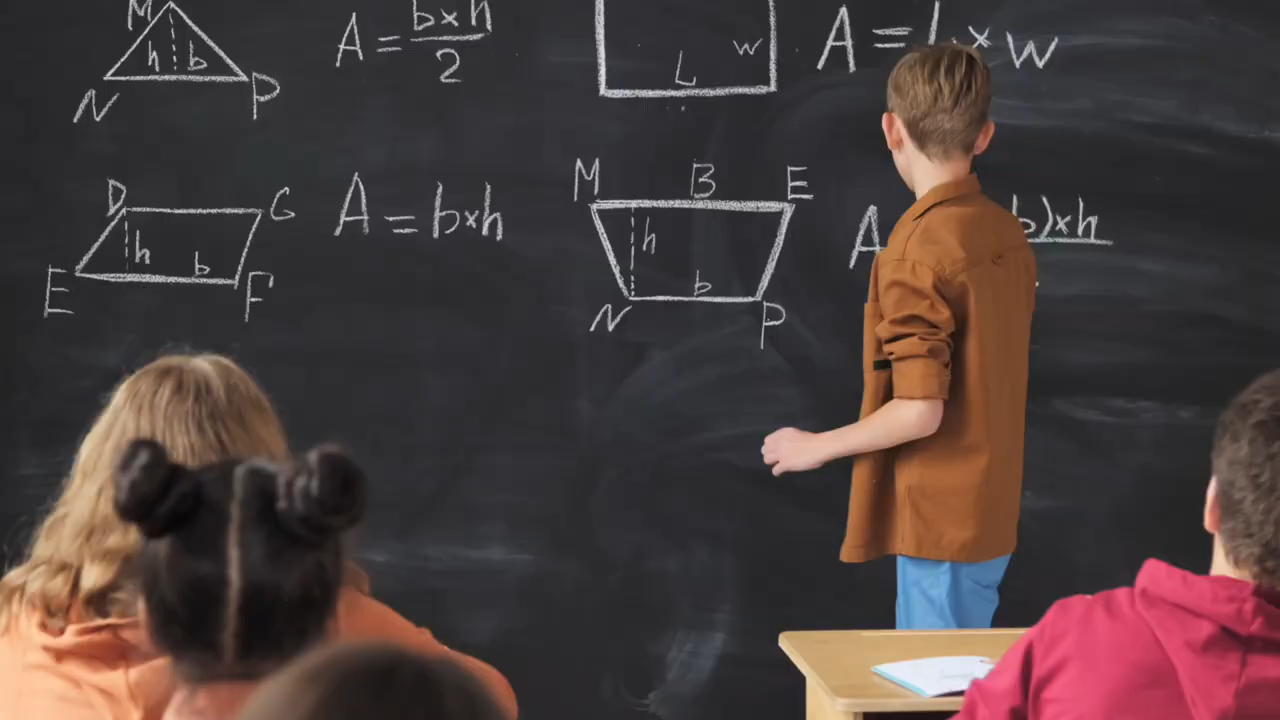 M
h b
N P
A = b×h
2
w
L
A = L × w
D G
h
b
E F
A = b×h
M B E
h
b
N P
A
b)×h